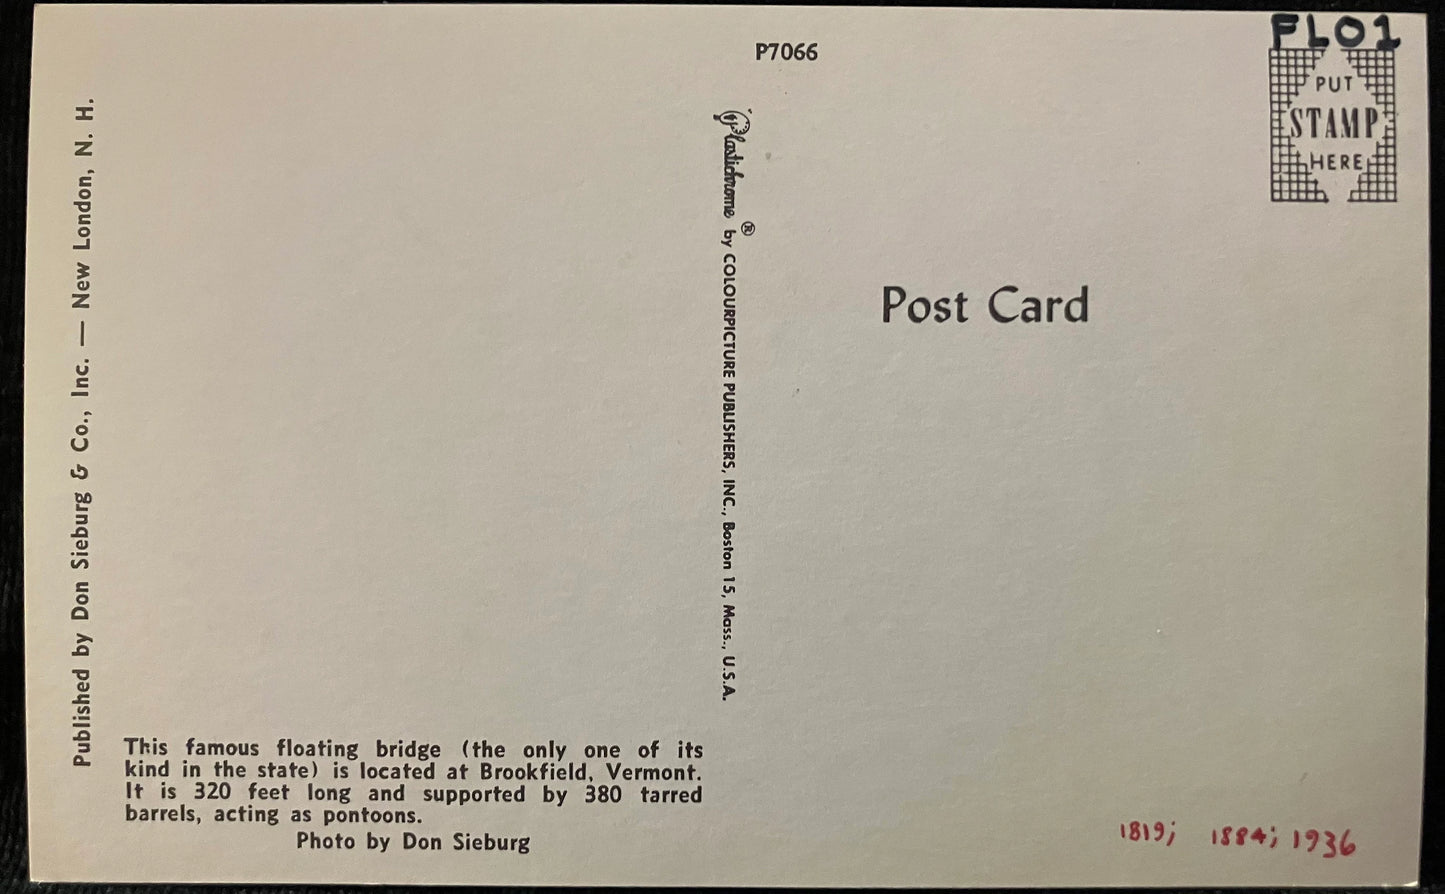 FL01
P7066
PUT
STAMP
HERE
Published by Don Sieburg & Co., Inc. — New London, N. H.
Plastichrome ® by COLOURPICTURE PUBLISHERS, INC., Boston 15, Mass., U.S.A.
Post Card
This famous floating bridge (the only one of its
kind in the state) is located at Brookfield, Vermont.
It is 320 feet long and supported by 380 tarred
barrels, acting as pontoons.
Photo by Don Sieburg
1819; 1884; 1936